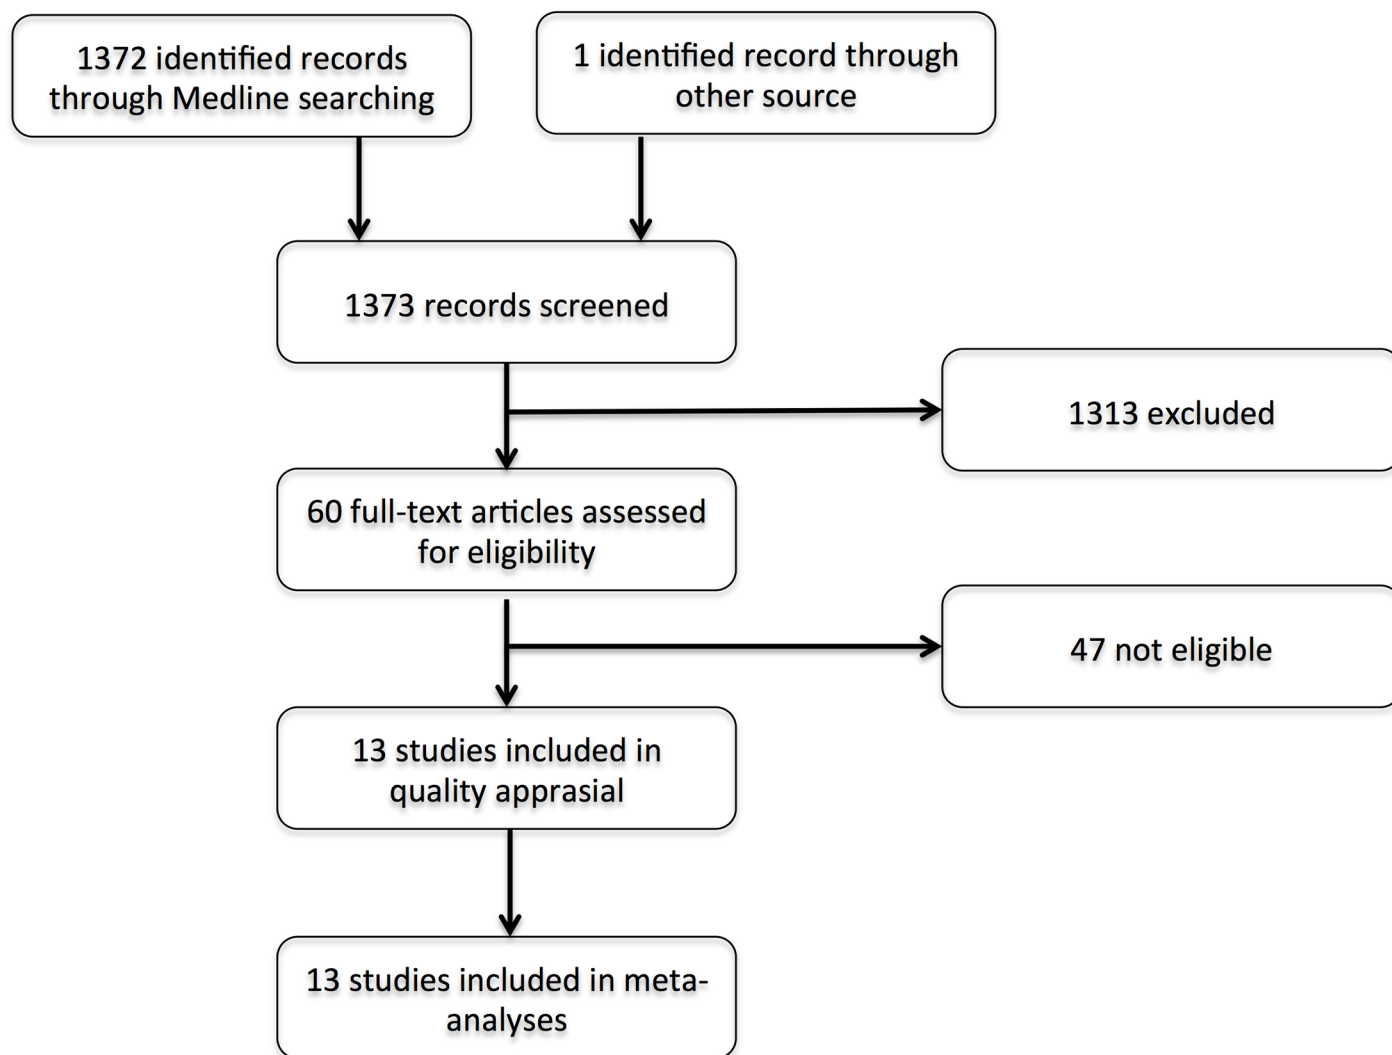 1372 identified records
through Medline searching
1 identified record through
other source
1373 records screened
1313 excluded
60 full-text articles assessed
for eligibility
47 not eligible
13 studies included in
quality apprasial
13 studies included in meta-
analyses